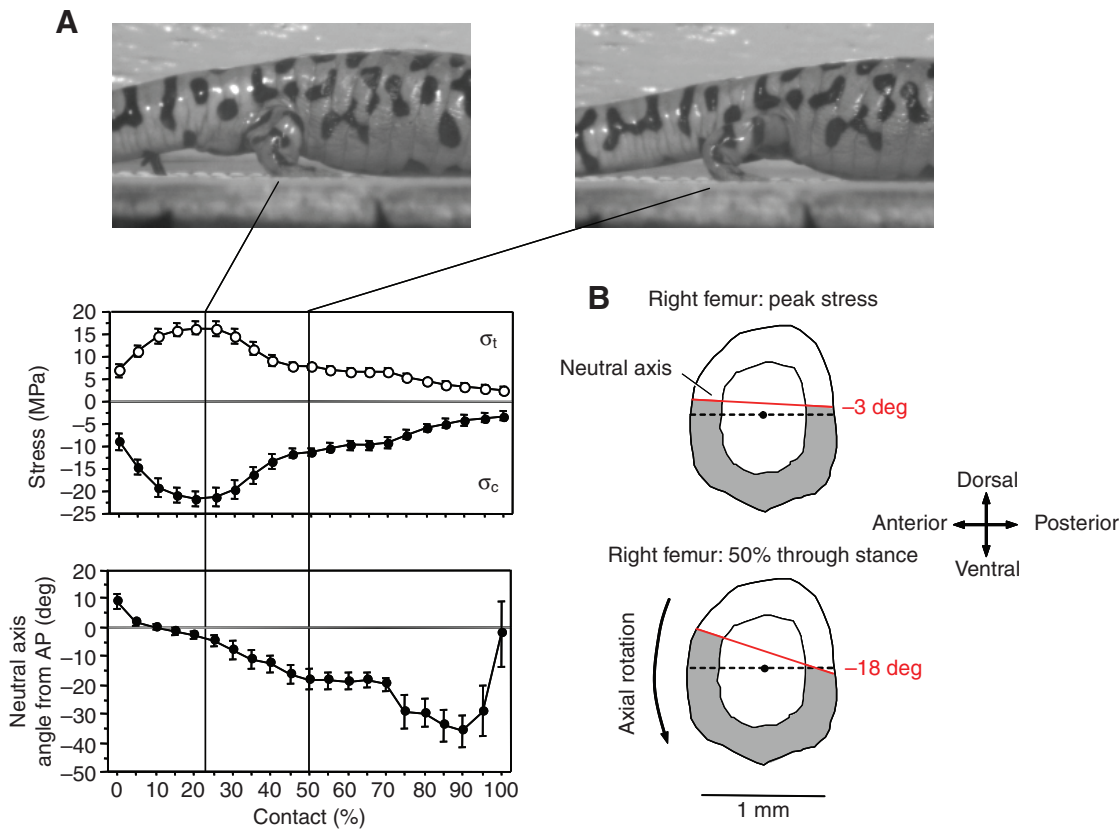 A
20
15
10
5
0
–5
–10
–15
–20
–25
Stress (MPa)
σt
σc
20
10
0
–10
–20
–30
–40
–50
Neutral axis
angle from AP (deg)
0 10 20 30 40 50 60 70 80 90 100
Contact (%)
B
Right femur: peak stress
Neutral axis
–3 deg
Dorsal
Anterior
Posterior
Ventral
Right femur: 50% through stance
Axial rotation
–18 deg
1 mm